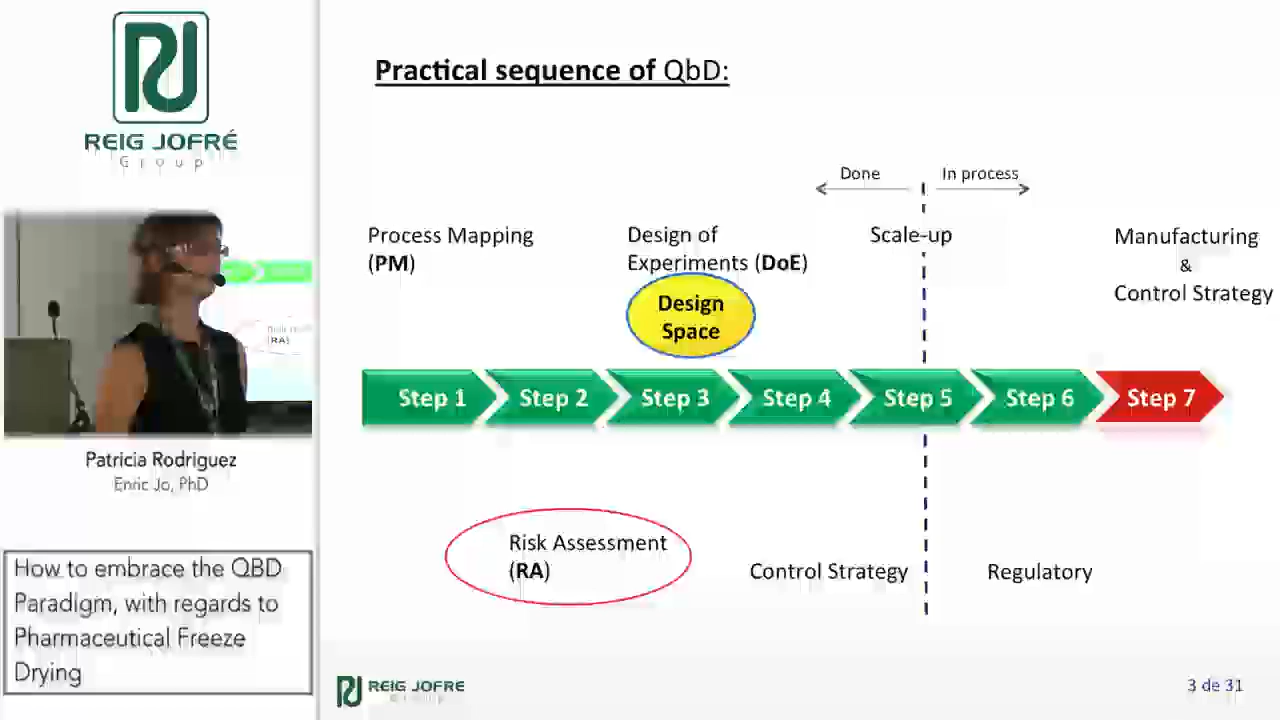 REIG JOFRÉ
Group
(RA)
Patricia Rodriguez
Enric Jo, PhD
How to embrace the QBD
Paradigm, with regards to
Pharmaceutical Freeze
Drying
Practical sequence of QbD:
Done
In process
Process Mapping
(PM)
Design of
Experiments (DoE)
Design
Space
Scale-up
Manufacturing
&
Control Strategy
Step 1
Step 2
Step 3
Step 4
Step 5
Step 6
Step 7
Risk Assessment
(RA)
Control Strategy
Regulatory
REIG JOFRE
Group
3 de 31